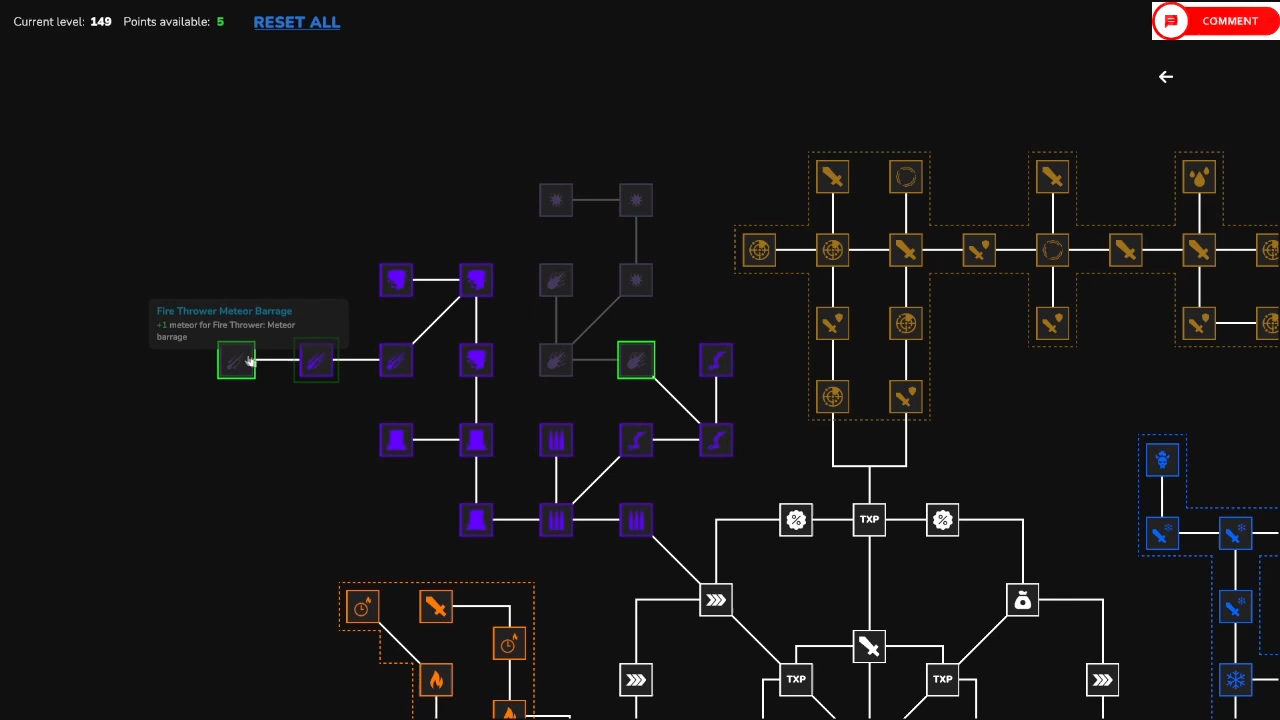 Current level: 149 Points available: 5 RESET ALL
COMMENT
Fire Thrower Meteor Barrage
+1 meteor for Fire Thrower: Meteor
barrage
TXP
TXP
TXP